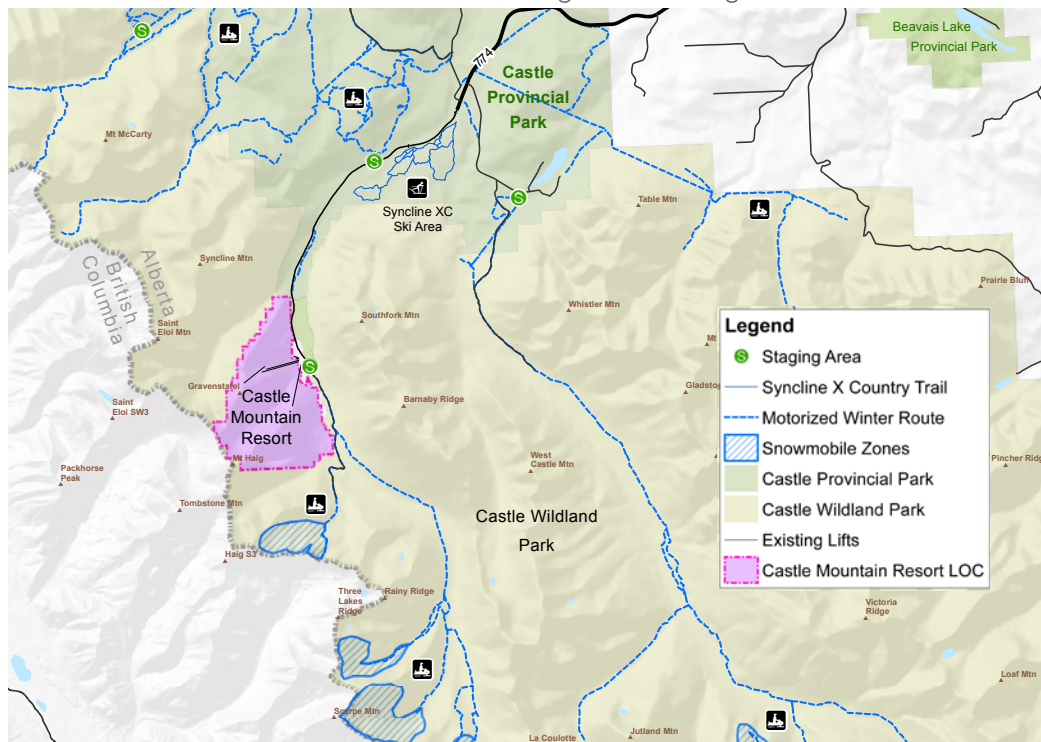 Beavais Lake
Provincial Park
774
Castle
Provincial
Park
Mt McCarty
Syncline XC
Ski Area
Table Mtn
Alberta
British
Columbia
Syncline Mtn
Prairie Bluff
Whistler Mtn
Southfork Mtn
Saint
Eloi Mtn
Legend
S Staging Area
Syncline X Country Trail
Motorized Winter Route
Snowmobile Zones
Castle Provincial Park
Castle Wildland Park
Existing Lifts
Castle Mountain Resort LOC
Mt
Gladsto
Gravenstafel
Castle
Mountain
Resort
Barnaby Ridge
Saint
Eloi SW3
Mt Haig
West
Castle Mtn
Packhorse
Peak
Pincher Ridg
Tombstone Mtn
Castle Wildland
Park
Haig S3
Three
Lakes
Ridge
Rainy Ridge
Victoria
Ridge
Loaf Mtn
Scarpe Mtn
La Coulotte
Jutland Mtn
S
S
S
S